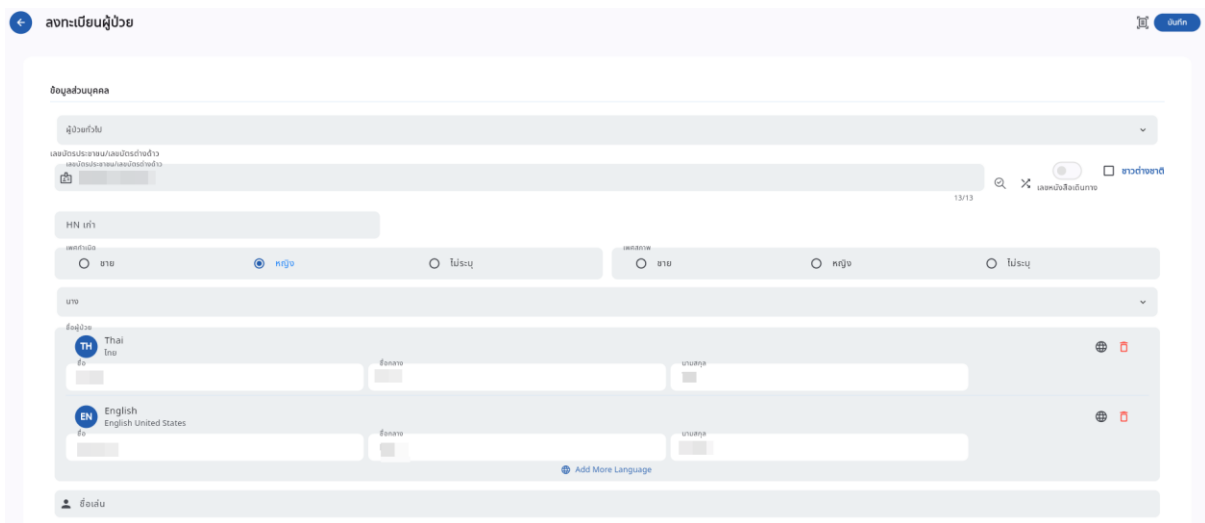 ลงทะเบียนผู้ป่วย
บันทึก
ข้อมูลส่วนบุคคล
ผู้ป่วยทั่วไป
เลขบัตรประชาชน/เลขบัตรต่างด้าว
เลขบัตรประชาชน/เลขบัตรต่างด้าว
ชาวต่างชาติ
เลขหนังสือเดินทาง
13/13
HN เก่า
เพศกำเนิด
เพศสภาพ
ชาย หญิง ไม่ระบุ ชาย หญิง ไม่ระบุ
นาง
ชื่อผู้ป่วย
TH Thai
ไทย
ชื่อ ชื่อกลาง นามสกุล
EN English
English United States
ชื่อ ชื่อกลาง นามสกุล
Add More Language
ชื่อเล่น